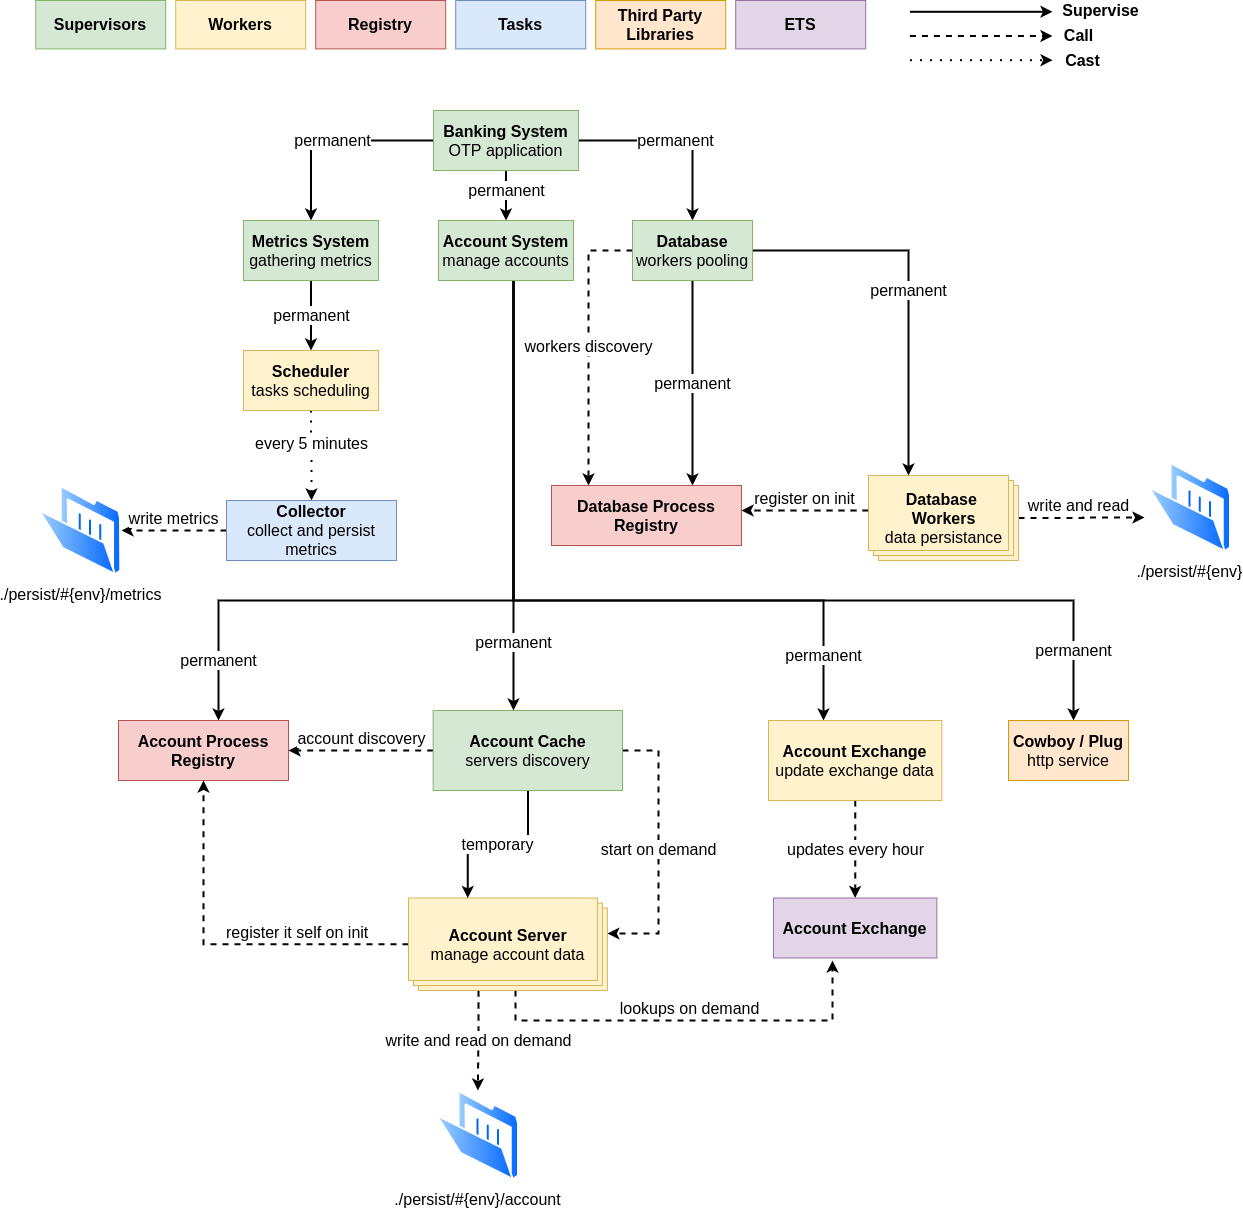 Supervisors
Workers
Registry
Tasks
Third Party
Libraries
ETS
Supervise
Call
Cast
Banking System
OTP application
permanent
permanent
permanent
Metrics System
gathering metrics
Account System
manage accounts
Database
workers pooling
permanent
permanent
workers discovery
permanent
Scheduler
tasks scheduling
every 5 minutes
Collector
collect and persist
metrics
write metrics
./persist/#{env}/metrics
Database Process
Registry
register on init
Database
Workers
data persistance
write and read
./persist/#{env}
permanent
permanent
permanent
permanent
Account Process
Registry
account discovery
Account Cache
servers discovery
Account Exchange
update exchange data
Cowboy / Plug
http service
temporary
start on demand
updates every hour
register it self on init
Account Server
manage account data
Account Exchange
lookups on demand
write and read on demand
./persist/#{env}/account